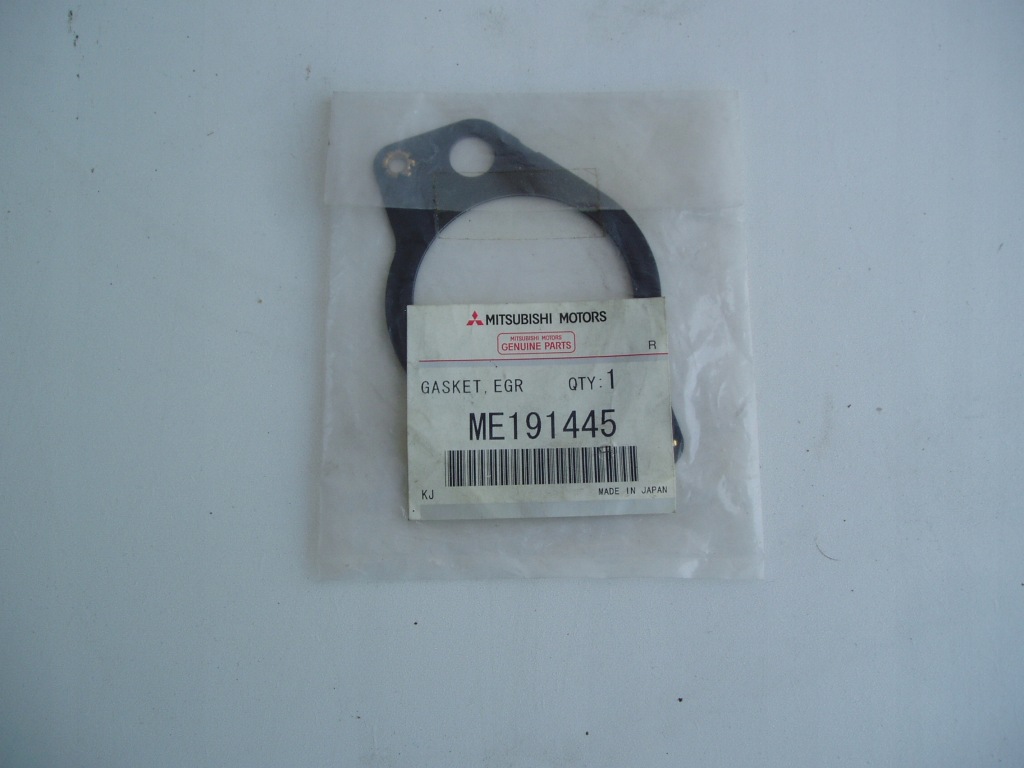 MITSUBISHI MOTORS
MITSUBISHI MOTORS
GENUINE PARTS
R
GASKET, EGR QTY:1
ME191445
KJ MADE IN JAPAN